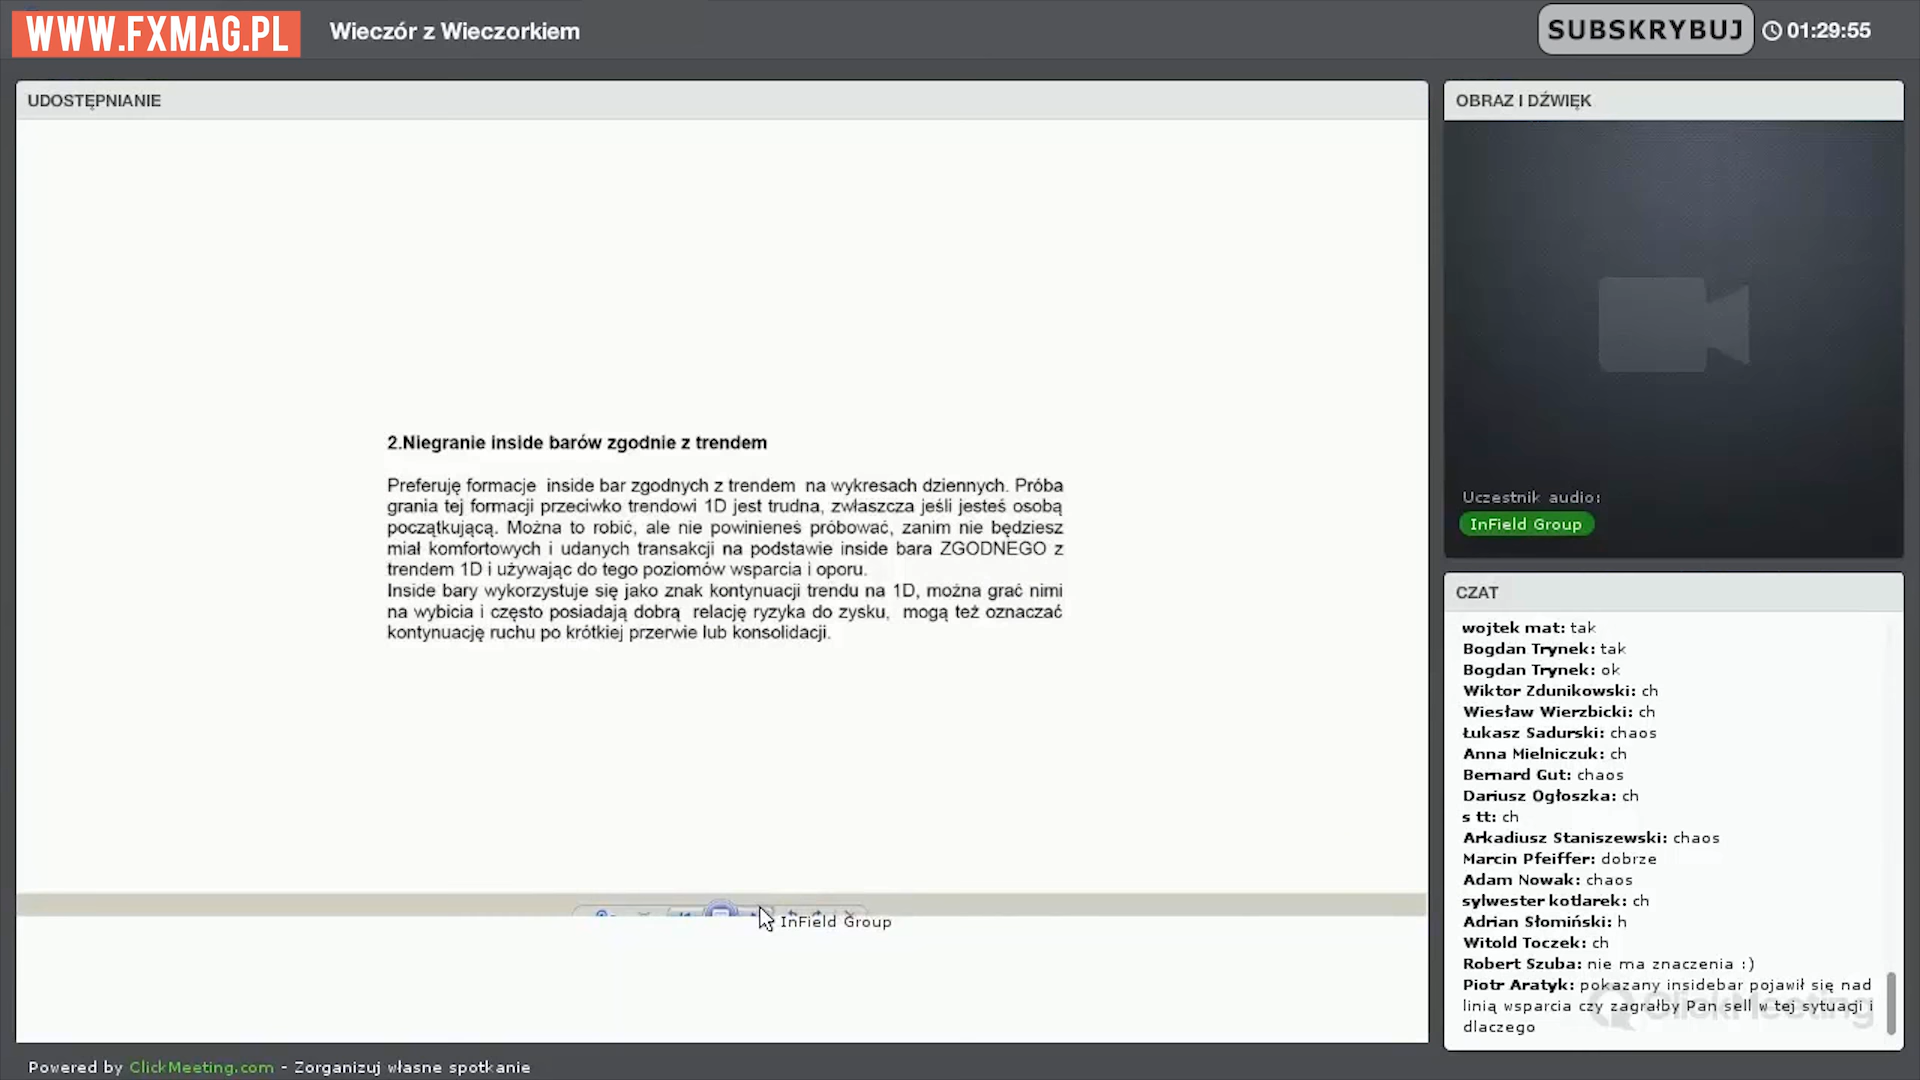 WWW.FXMAG.PL
Wieczór z Wieczorkiem
SUBSKRYBUJ
01:29:55
UDOSTĘPNIANIE
2.Niegranie inside barów zgodnie z trendem
Preferuję formacje inside bar zgodnych z trendem na wykresach dziennych. Próba
grania tej formacji przeciwko trendowi 1D jest trudna, zwłaszcza jeśli jesteś osobą
początkującą. Można to robić, ale nie powinieneś próbować, zanim nie będziesz
miał komfortowych i udanych transakcji na podstawie inside bara ZGODNEGO z
trendem 1D i używając do tego poziomów wsparcia i oporu.
Inside bary wykorzystuje się jako znak kontynuacji trendu na 1D, można grać nimi
na wybicia i często posiadają dobrą relację ryzyka do zysku, mogą też oznaczać
kontynuację ruchu po krótkiej przerwie lub konsolidacji.
InField Group
OBRAZ I DŹWIĘK
Uczestnik audio:
InField Group
CZAT
wojtek mat: tak
Bogdan Trynek: tak
Bogdan Trynek: ok
Wiktor Zdunikowski: ch
Wiesław Wierzbicki: ch
Łukasz Sadurski: chaos
Anna Mielniczuk: ch
Bernard Gut: chaos
Dariusz Ogłoszka: ch
s tt: ch
Arkadiusz Staniszewski: chaos
Marcin Pfeiffer: dobrze
Adam Nowak: chaos
sylwester kotlarek: ch
Adrian Słomiński: h
Witold Toczek: ch
Robert Szuba: nie ma znaczenia :)
Piotr Aratyk: pokazany insidebar pojawił się nad
linią wsparcia czy zagrałby Pan sell w tej sytuacji i
dlaczego
ClickMeeting
Powered by ClickMeeting.com - Zorganizuj własne spotkanie